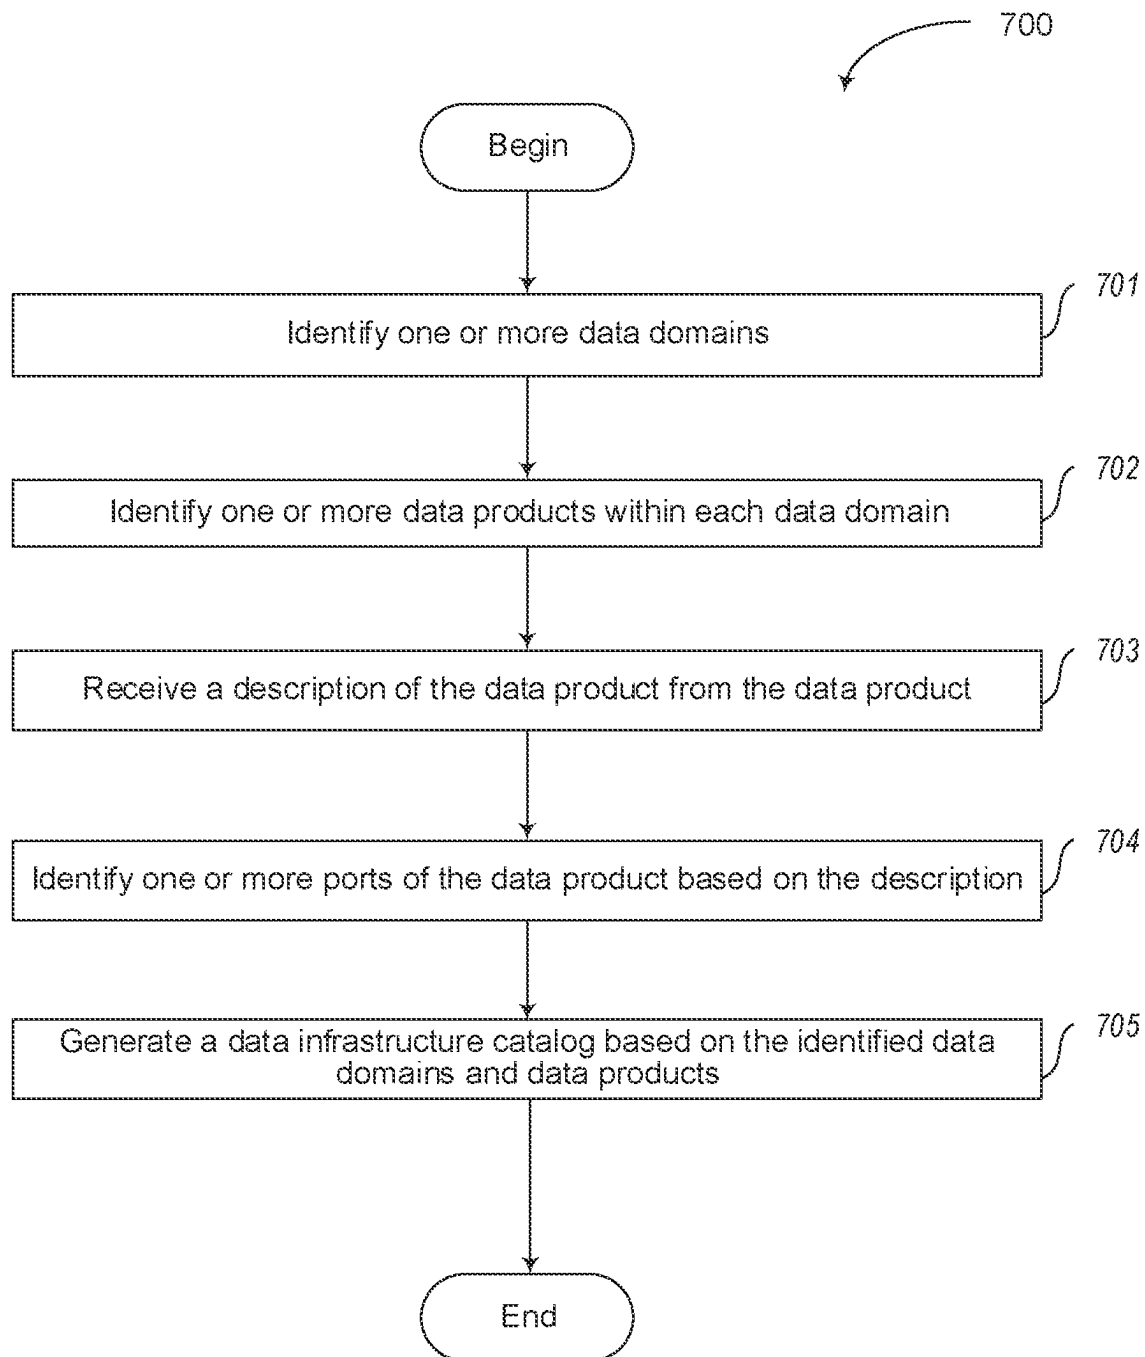 700
Begin
701
Identify one or more data domains
702
Identify one or more data products within each data domain
703
Receive a description of the data product from the data product
704
Identify one or more ports of the data product based on the description
705
Generate a data infrastructure catalog based on the identified data
domains and data products
End